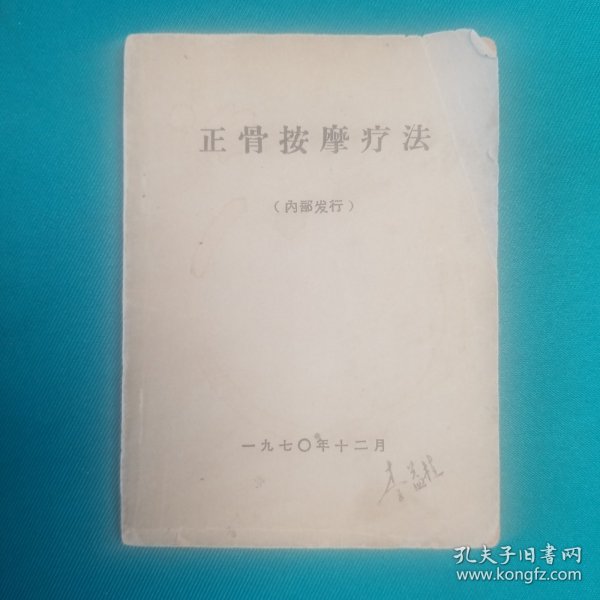 正骨按摩疗法
（内部发行）
一九七〇年十二月
孔夫子旧书网
www.kongfz.com